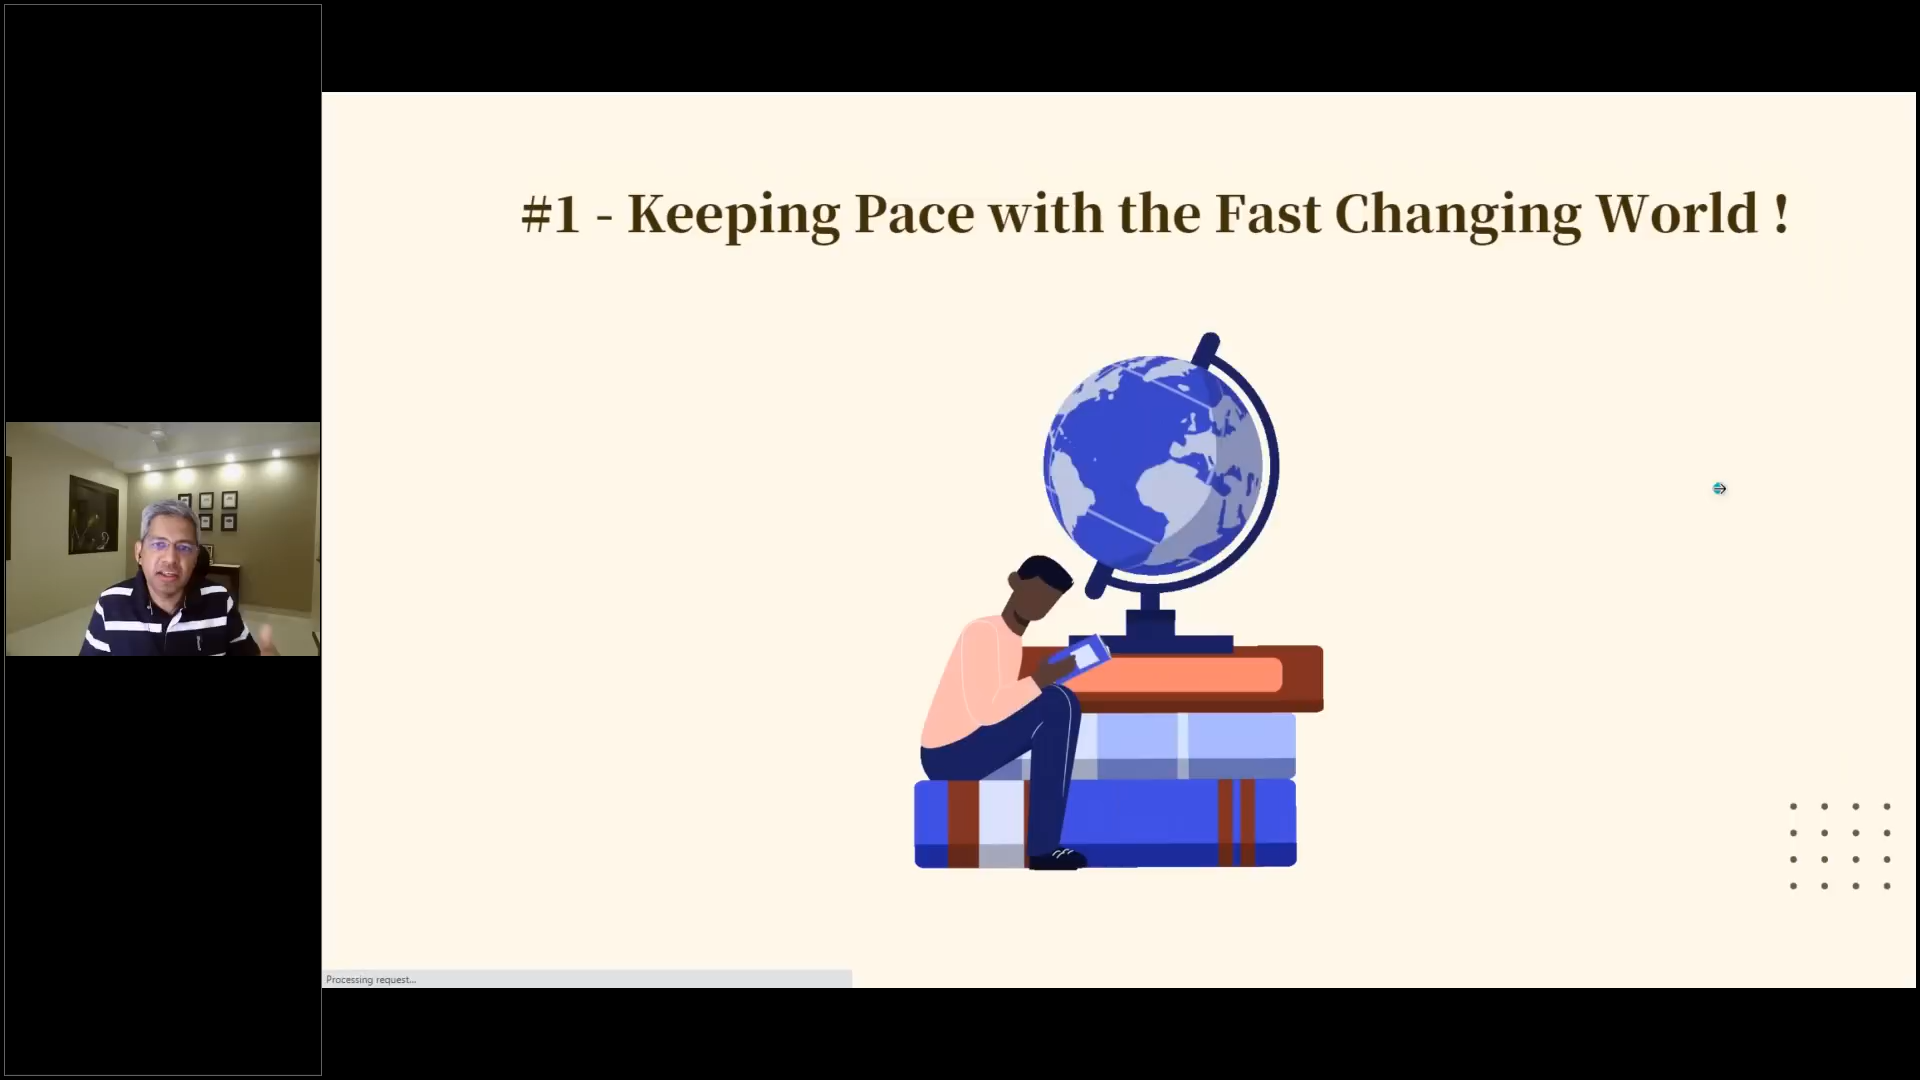 #1 - Keeping Pace with the Fast Changing World !
Processing request...